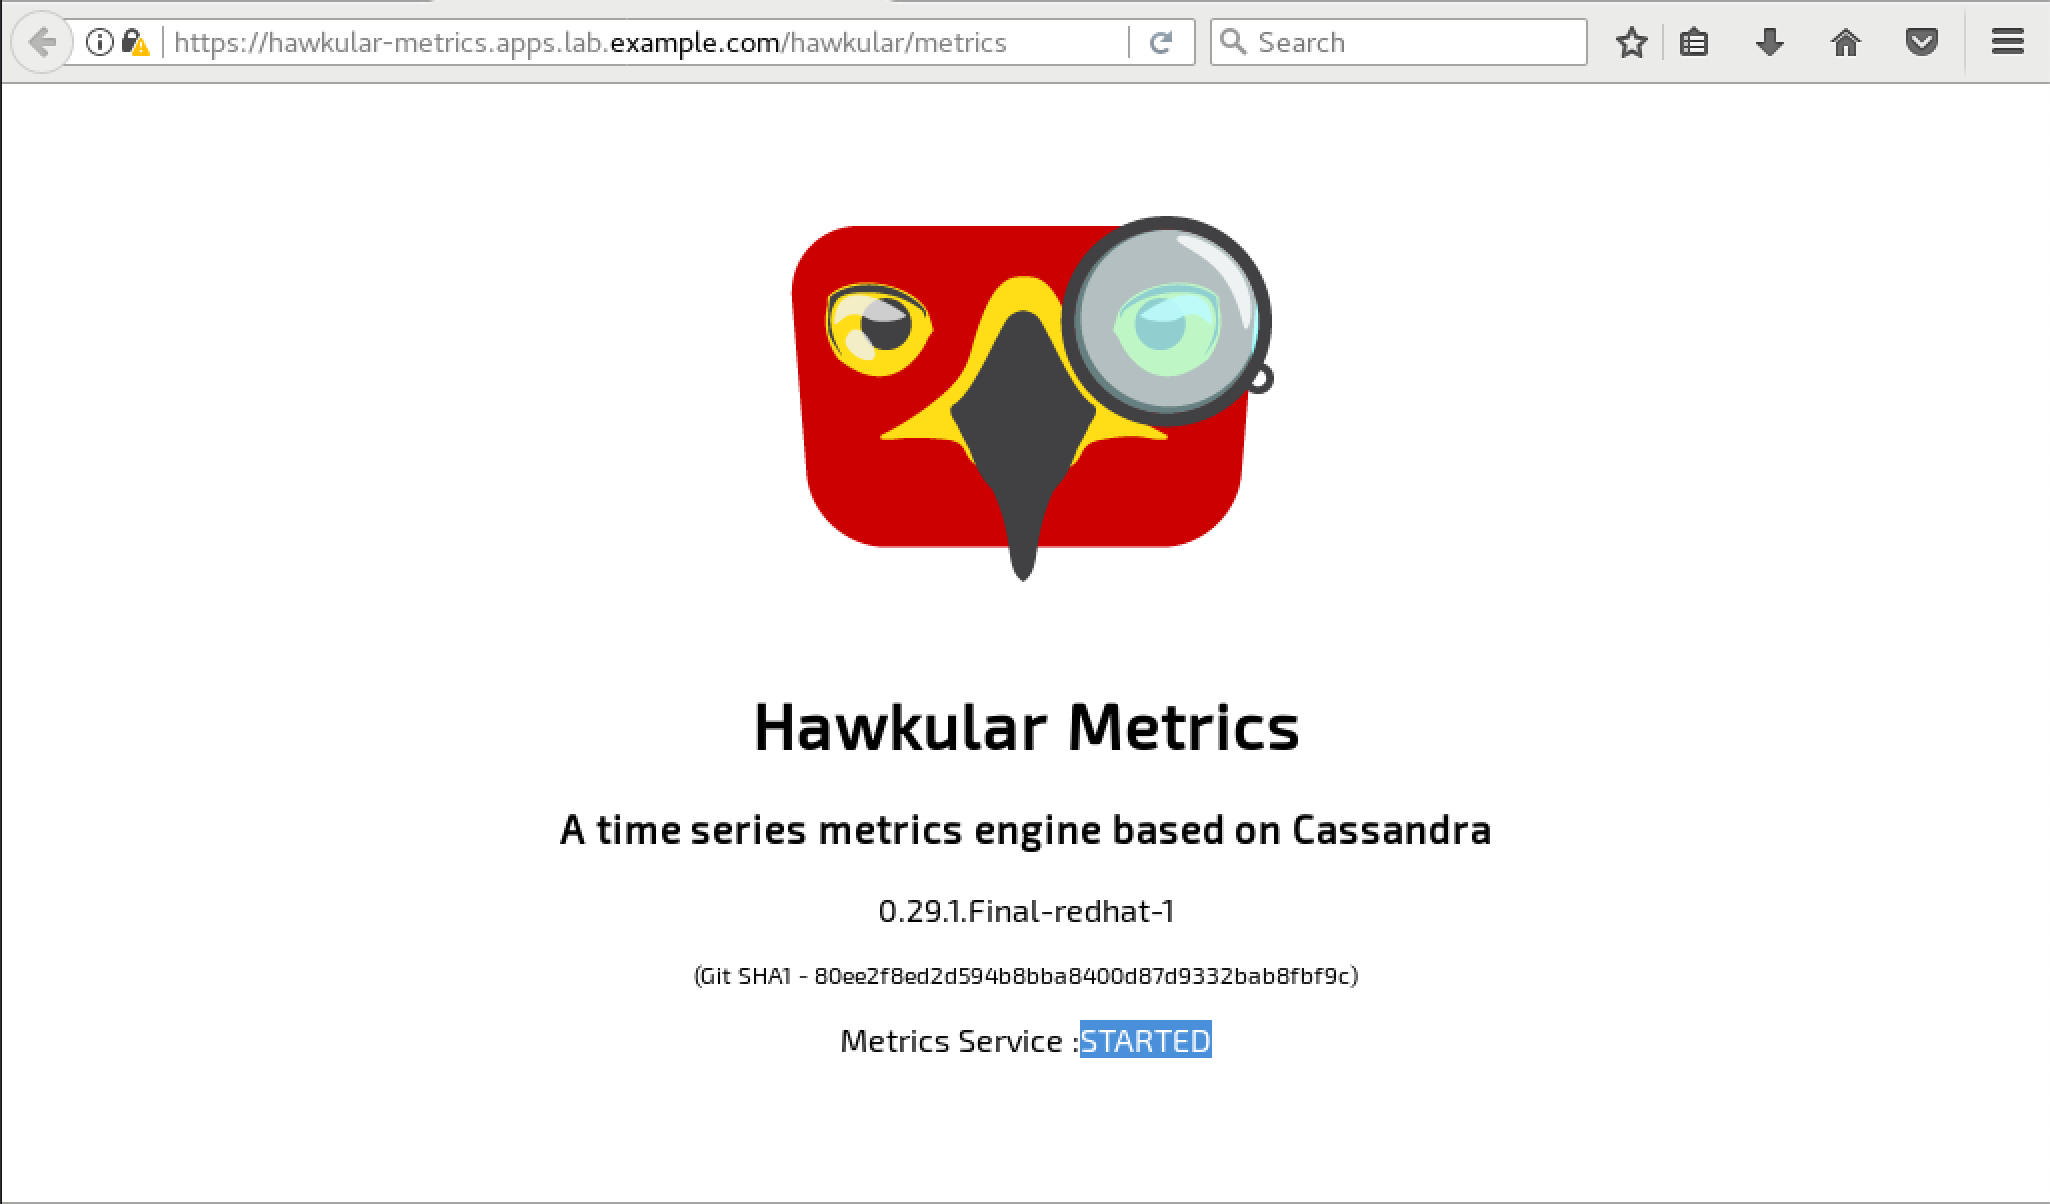 https://hawkular-metrics.apps.lab.example.com/hawkular/metrics
Search
Hawkular Metrics
A time series metrics engine based on Cassandra
0.29.1.Final-redhat-1
(Git SHA1 - 80ee2f8ed2d594b8bba8400d87d9332bab8fbf9c)
Metrics Service :STARTED